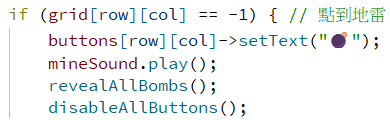 if (grid[row][col] == -1) { // 點到地雷
buttons[row][col]->setText("💣");
mineSound.play();
revealAllBombs();
disableAllButtons();